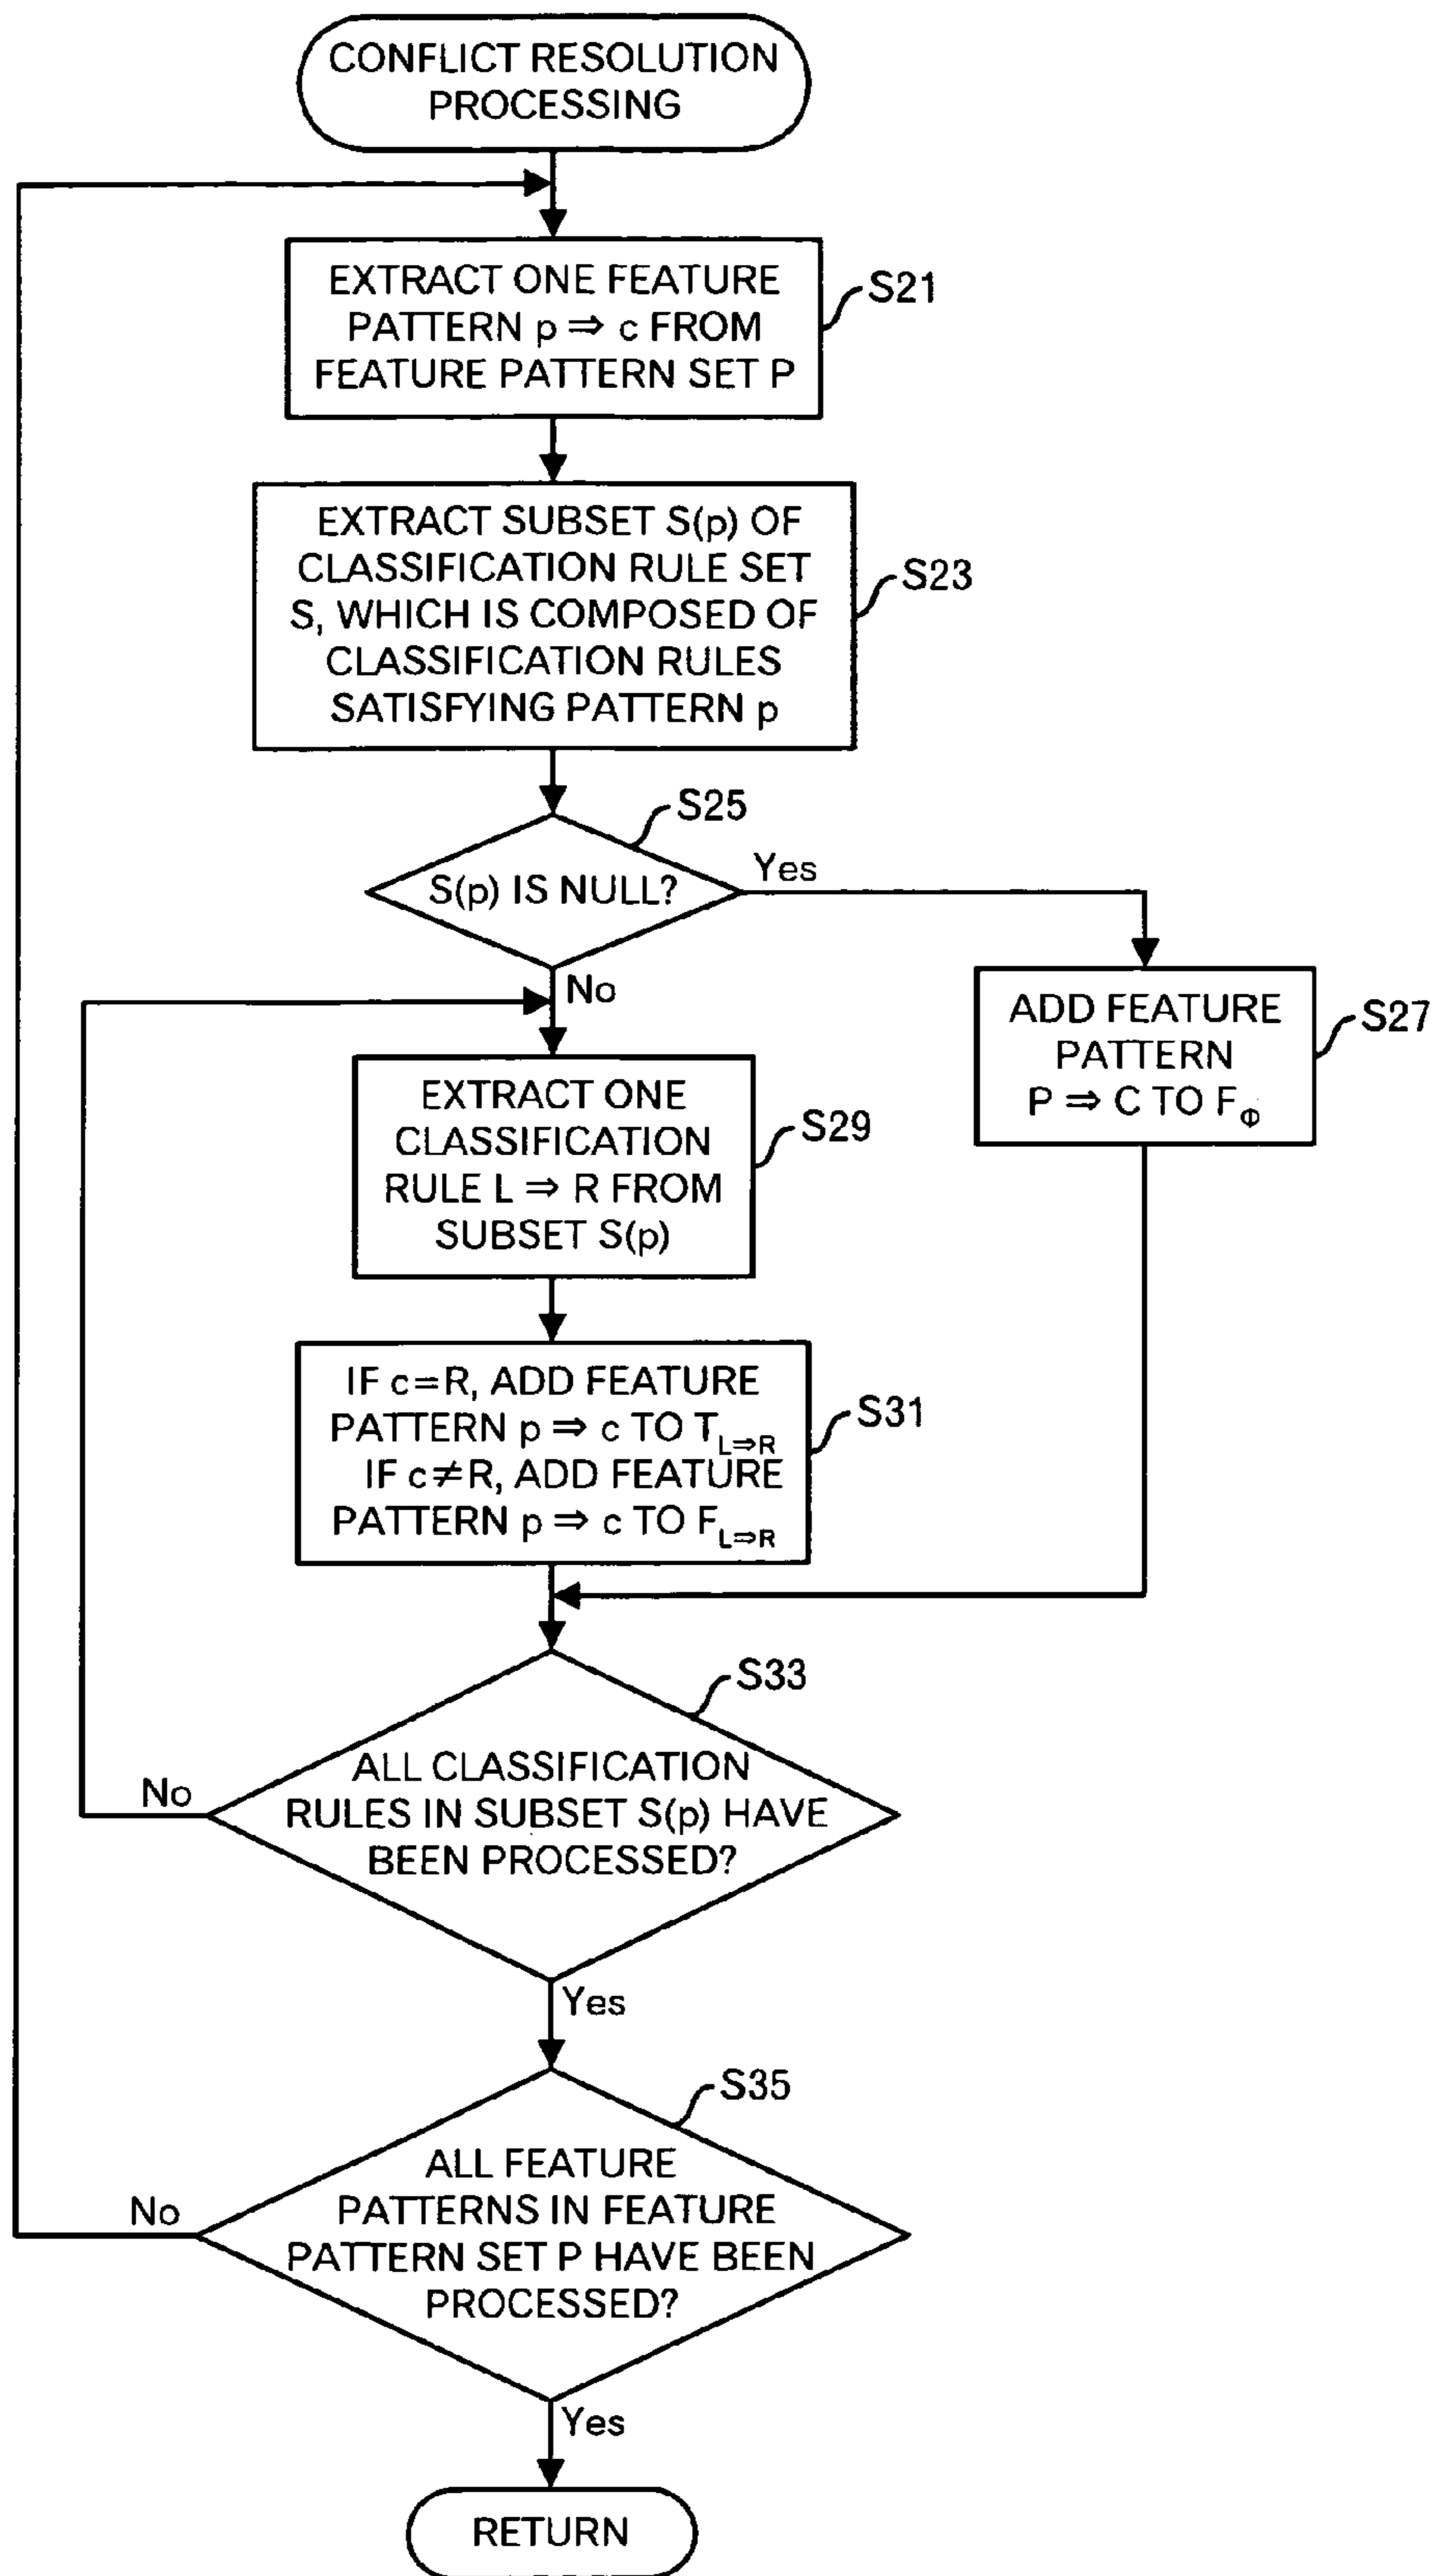 CONFLICT RESOLUTION
PROCESSING
EXTRACT ONE FEATURE
PATTERN p ⇒ c FROM
FEATURE PATTERN SET P
S21
EXTRACT SUBSET S(p) OF
CLASSIFICATION RULE SET
S, WHICH IS COMPOSED OF
CLASSIFICATION RULES
SATISFYING PATTERN p
S23
S25
S(p) IS NULL?
Yes
No
ADD FEATURE
PATTERN
P ⇒ C TO F_Φ
S27
EXTRACT ONE
CLASSIFICATION
RULE L ⇒ R FROM
SUBSET S(p)
S29
IF c=R, ADD FEATURE
PATTERN p ⇒ c TO T_L⇒R
IF c≠R, ADD FEATURE
PATTERN p ⇒ c TO F_L⇒R
S31
S33
ALL CLASSIFICATION
RULES IN SUBSET S(p) HAVE
BEEN PROCESSED?
No
Yes
S35
ALL FEATURE
PATTERNS IN FEATURE
PATTERN SET P HAVE BEEN
PROCESSED?
No
Yes
RETURN